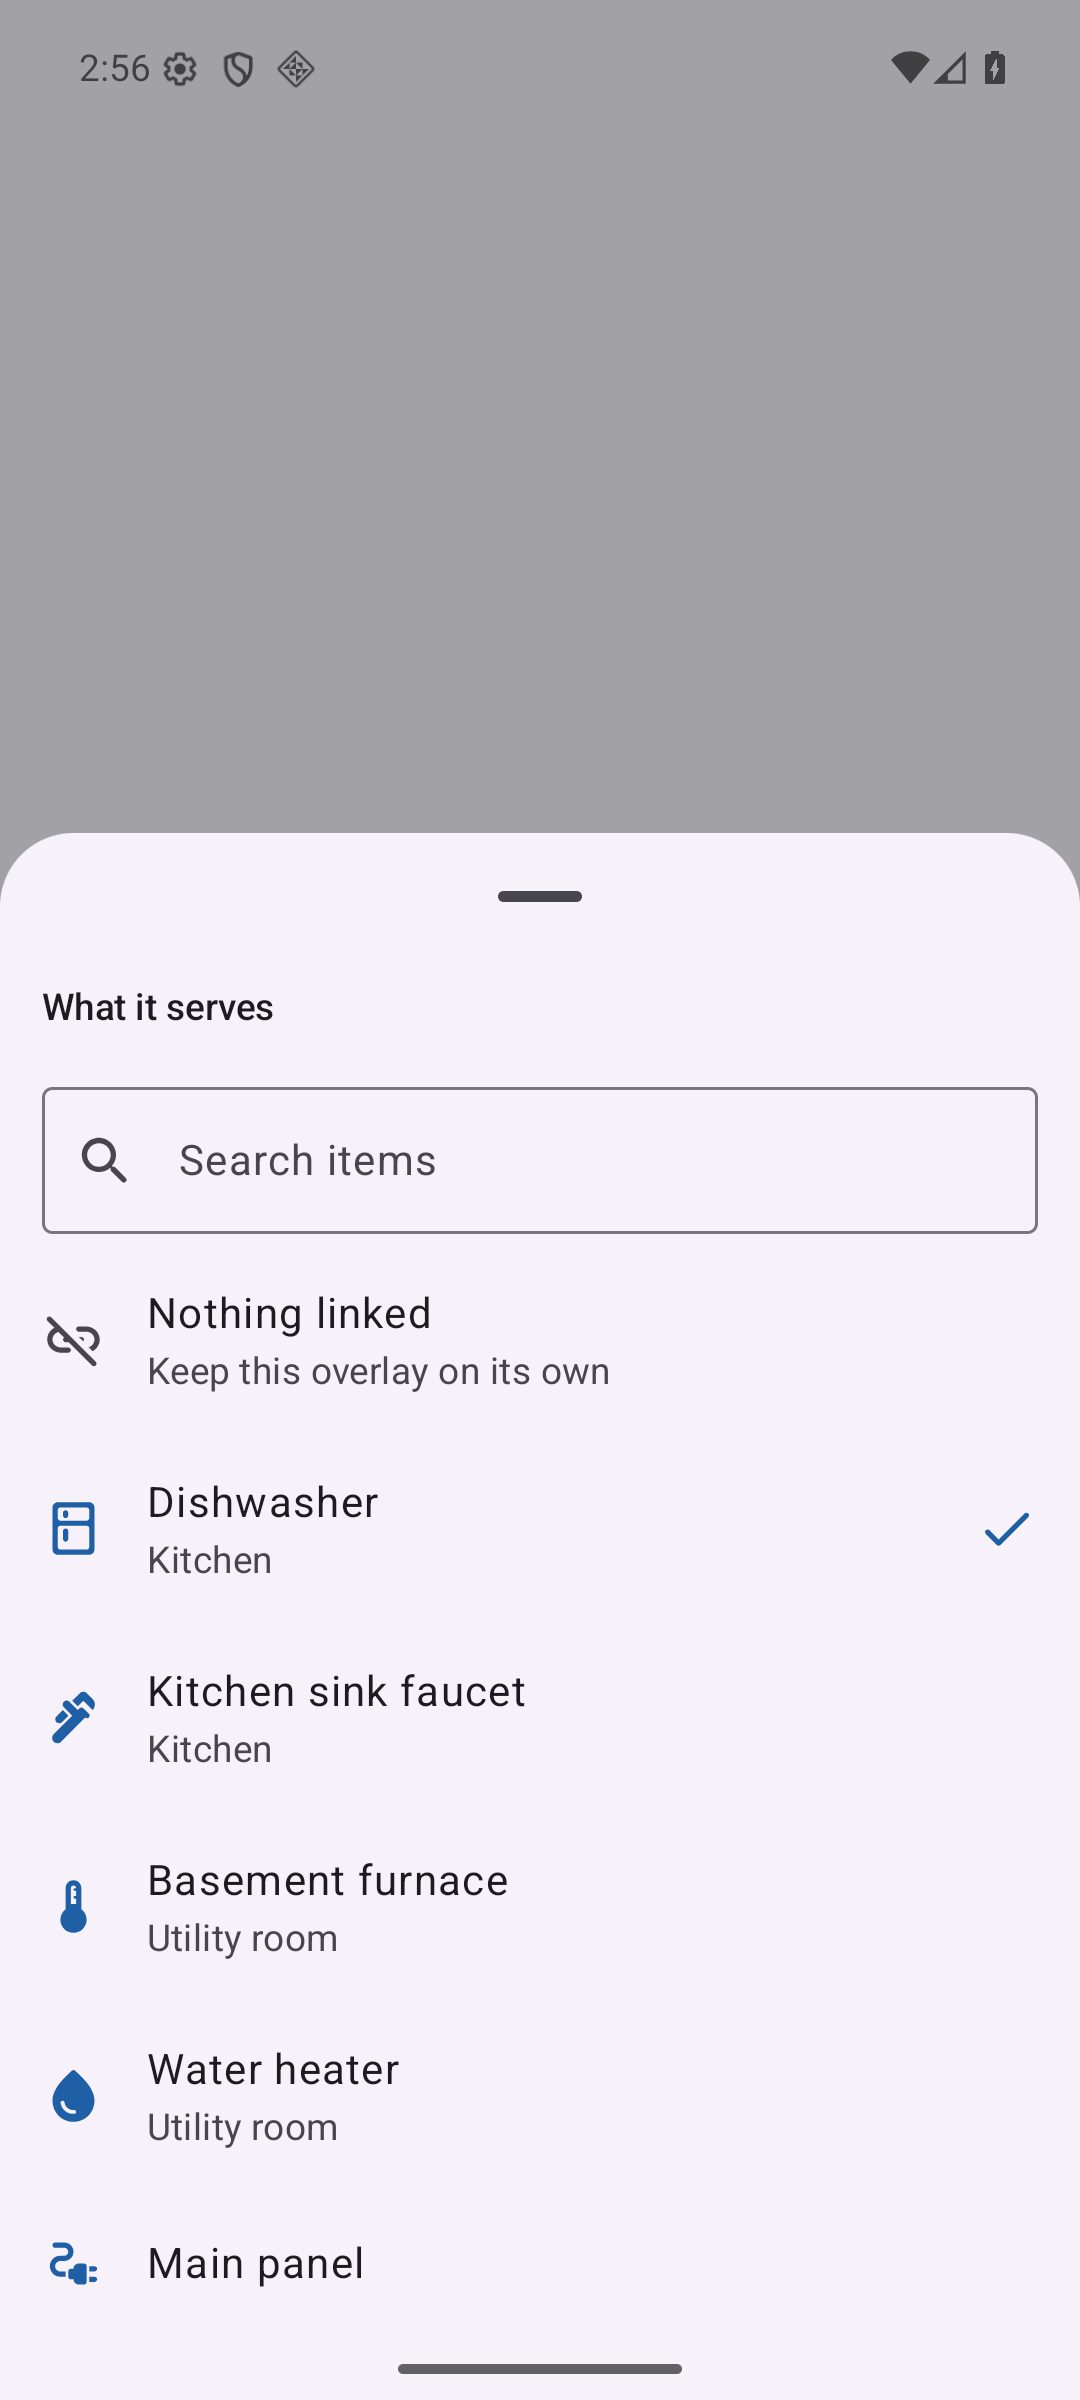 2:56
What it serves
Search items
Nothing linked
Keep this overlay on its own
Dishwasher
Kitchen
Kitchen sink faucet
Kitchen
Basement furnace
Utility room
Water heater
Utility room
Main panel